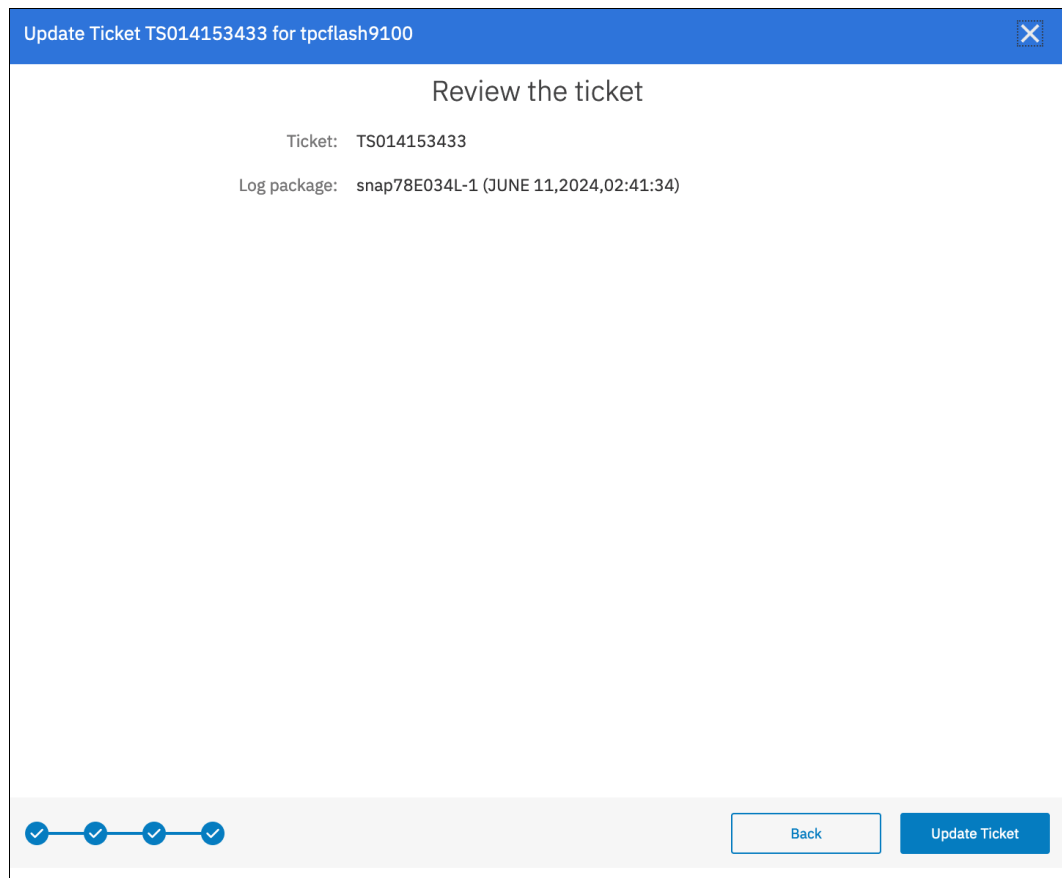 Update Ticket TS014153433 for tpcflash9100
Review the ticket
Ticket: TS014153433
Log package: snap78E034L-1 (JUNE 11,2024,02:41:34)
Back
Update Ticket